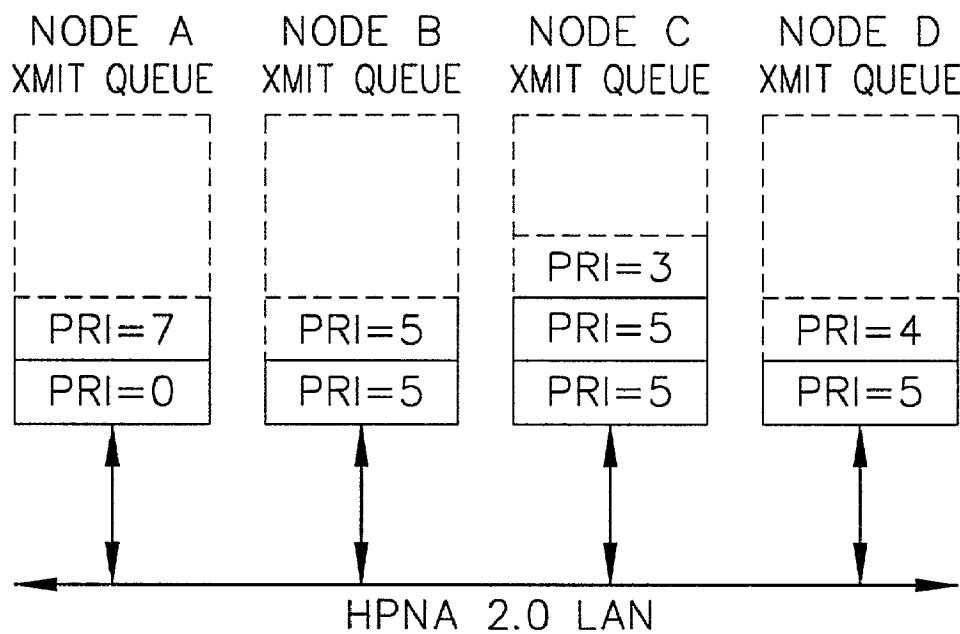 NODE A NODE B NODE C NODE D
XMIT QUEUE XMIT QUEUE XMIT QUEUE XMIT QUEUE
PRI=3
PRI=7 PRI=5 PRI=5 PRI=4
PRI=0 PRI=5 PRI=5 PRI=5
HPNA 2.0 LAN